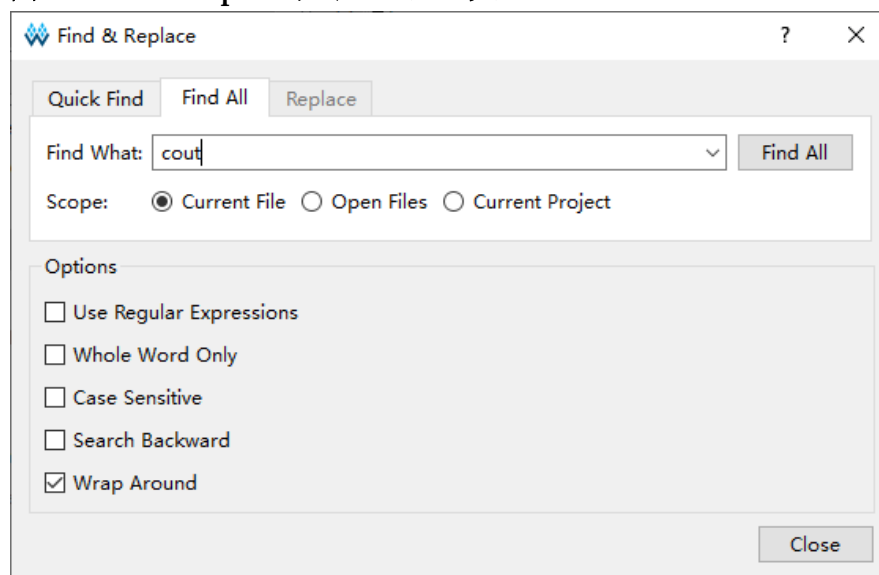 Find & Replace ?
Quick Find Find All Replace
Find What: cout Find All
Scope: Current File Open Files Current Project
Options
Use Regular Expressions
Whole Word Only
Case Sensitive
Search Backward
Wrap Around
Close